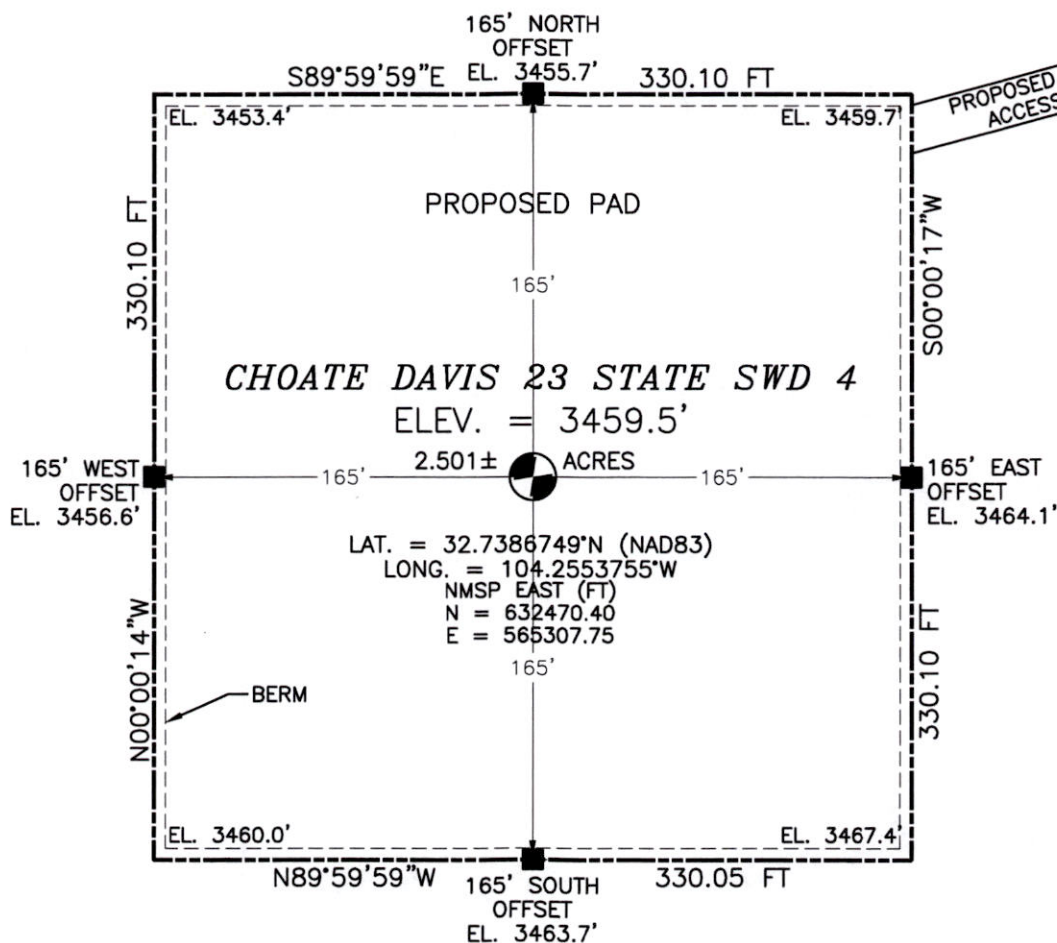 165' NORTH
OFFSET
EL. 3455.7'
S89°59'59"E
330.10 FT
PROPOSED
ACCESS
EL. 3453.4'
EL. 3459.7'
PROPOSED PAD
330.10 FT
S00°00'17"W
165'
CHOATE DAVIS 23 STATE SWD 4
ELEV. = 3459.5'
2.501± ACRES
165' WEST
OFFSET
EL. 3456.6'
165'
165'
165' EAST
OFFSET
EL. 3464.1'
LAT. = 32.7386749°N (NAD83)
LONG. = 104.2553755°W
NMSP EAST (FT)
N = 632470.40
E = 565307.75
165'
N00°00'14"W
BERM
330.10 FT
EL. 3460.0'
EL. 3467.4'
N89°59'59"W
330.05 FT
165' SOUTH
OFFSET
EL. 3463.7'